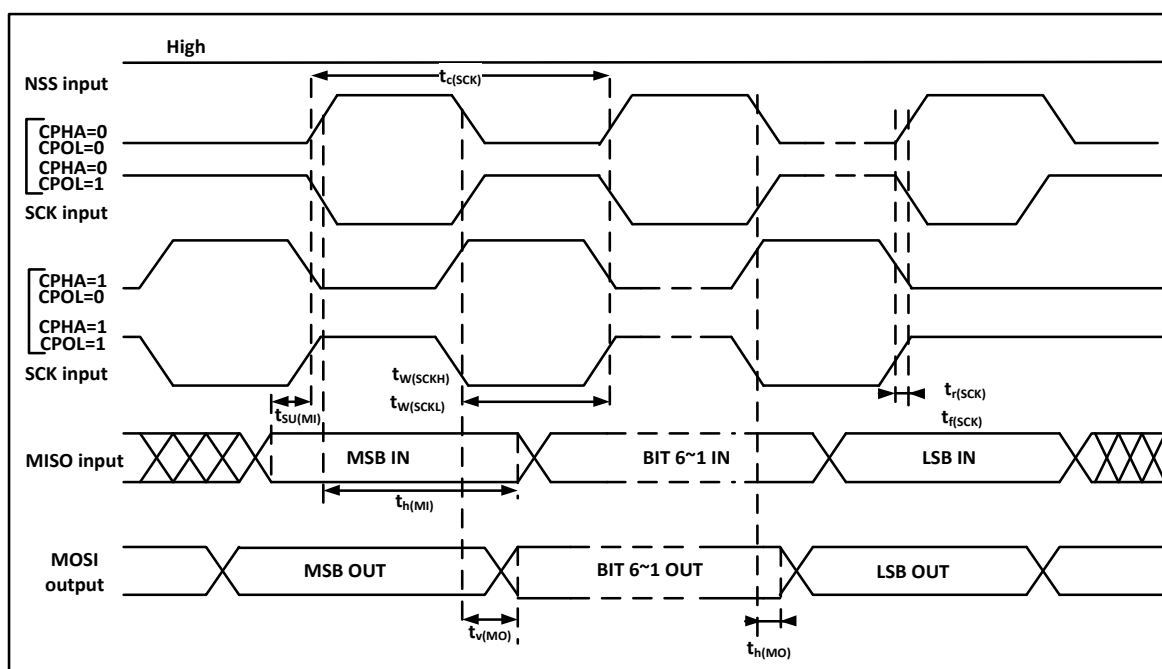 High
NSS input
tc(SCK)
CPHA=0
CPOL=0
CPHA=0
CPOL=1
SCK input
CPHA=1
CPOL=0
CPHA=1
CPOL=1
SCK input
tW(SCKH)
tW(SCKL)
tr(SCK)
tf(SCK)
tSU(MI)
MISO input
MSB IN
BIT 6~1 IN
LSB IN
th(MI)
MOSI
output
MSB OUT
BIT 6~1 OUT
LSB OUT
tv(MO)
th(MO)